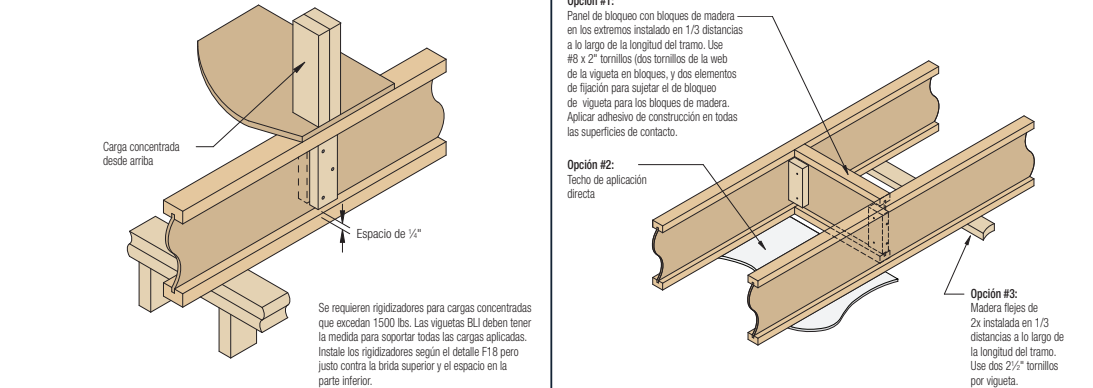 Carga concentrada
desde arriba
Espacio de ¼"
Se requieren rigidizadores para cargas concentradas
que excedan 1500 lbs. Las viguetas BLI deben tener
la medida para soportar todas las cargas aplicadas.
Instale los rigidizadores según el detalle F18 pero
justo contra la brida superior y el espacio en la
parte inferior.
Opción #1:
Panel de bloqueo con bloques de madera
en los extremos instalado en 1/3 distancias
a lo largo de la longitud del tramo. Use
#8 x 2" tornillos (dos tornillos de la web
de la vigueta en bloques, y dos elementos
de fijación para sujetar el de bloqueo
de vigueta para los bloques de madera.
Aplicar adhesivo de construcción en todas
las superficies de contacto.
Opción #2:
Techo de aplicación
directa
Opción #3:
Madera flejes de
2x instalada en 1/3
distancias a lo largo de
la longitud del tramo.
Use dos 2½" tornillos
por vigueta.